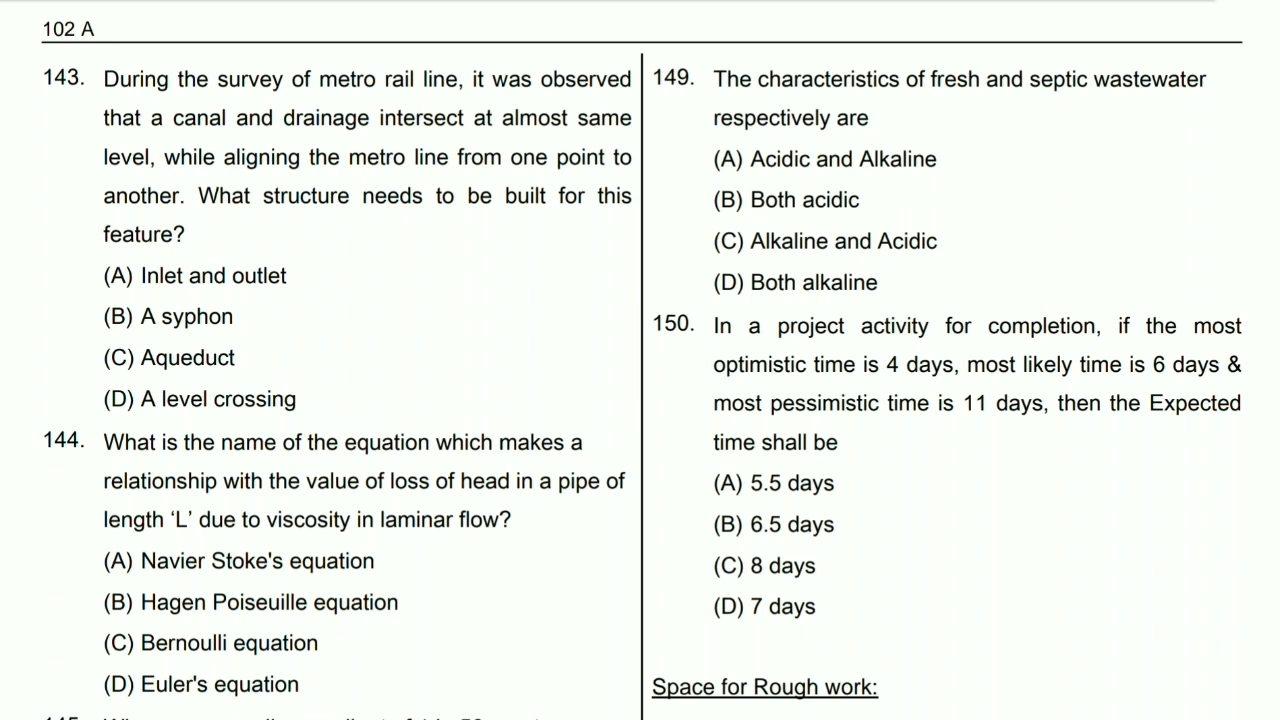 102 A
143. During the survey of metro rail line, it was observed
that a canal and drainage intersect at almost same
level, while aligning the metro line from one point to
another. What structure needs to be built for this
feature?
(A) Inlet and outlet
(B) A syphon
(C) Aqueduct
(D) A level crossing
144. What is the name of the equation which makes a
relationship with the value of loss of head in a pipe of
length ‘L’ due to viscosity in laminar flow?
(A) Navier Stoke's equation
(B) Hagen Poiseuille equation
(C) Bernoulli equation
(D) Euler's equation
149. The characteristics of fresh and septic wastewater
respectively are
(A) Acidic and Alkaline
(B) Both acidic
(C) Alkaline and Acidic
(D) Both alkaline
150. In a project activity for completion, if the most
optimistic time is 4 days, most likely time is 6 days &
most pessimistic time is 11 days, then the Expected
time shall be
(A) 5.5 days
(B) 6.5 days
(C) 8 days
(D) 7 days
Space for Rough work: